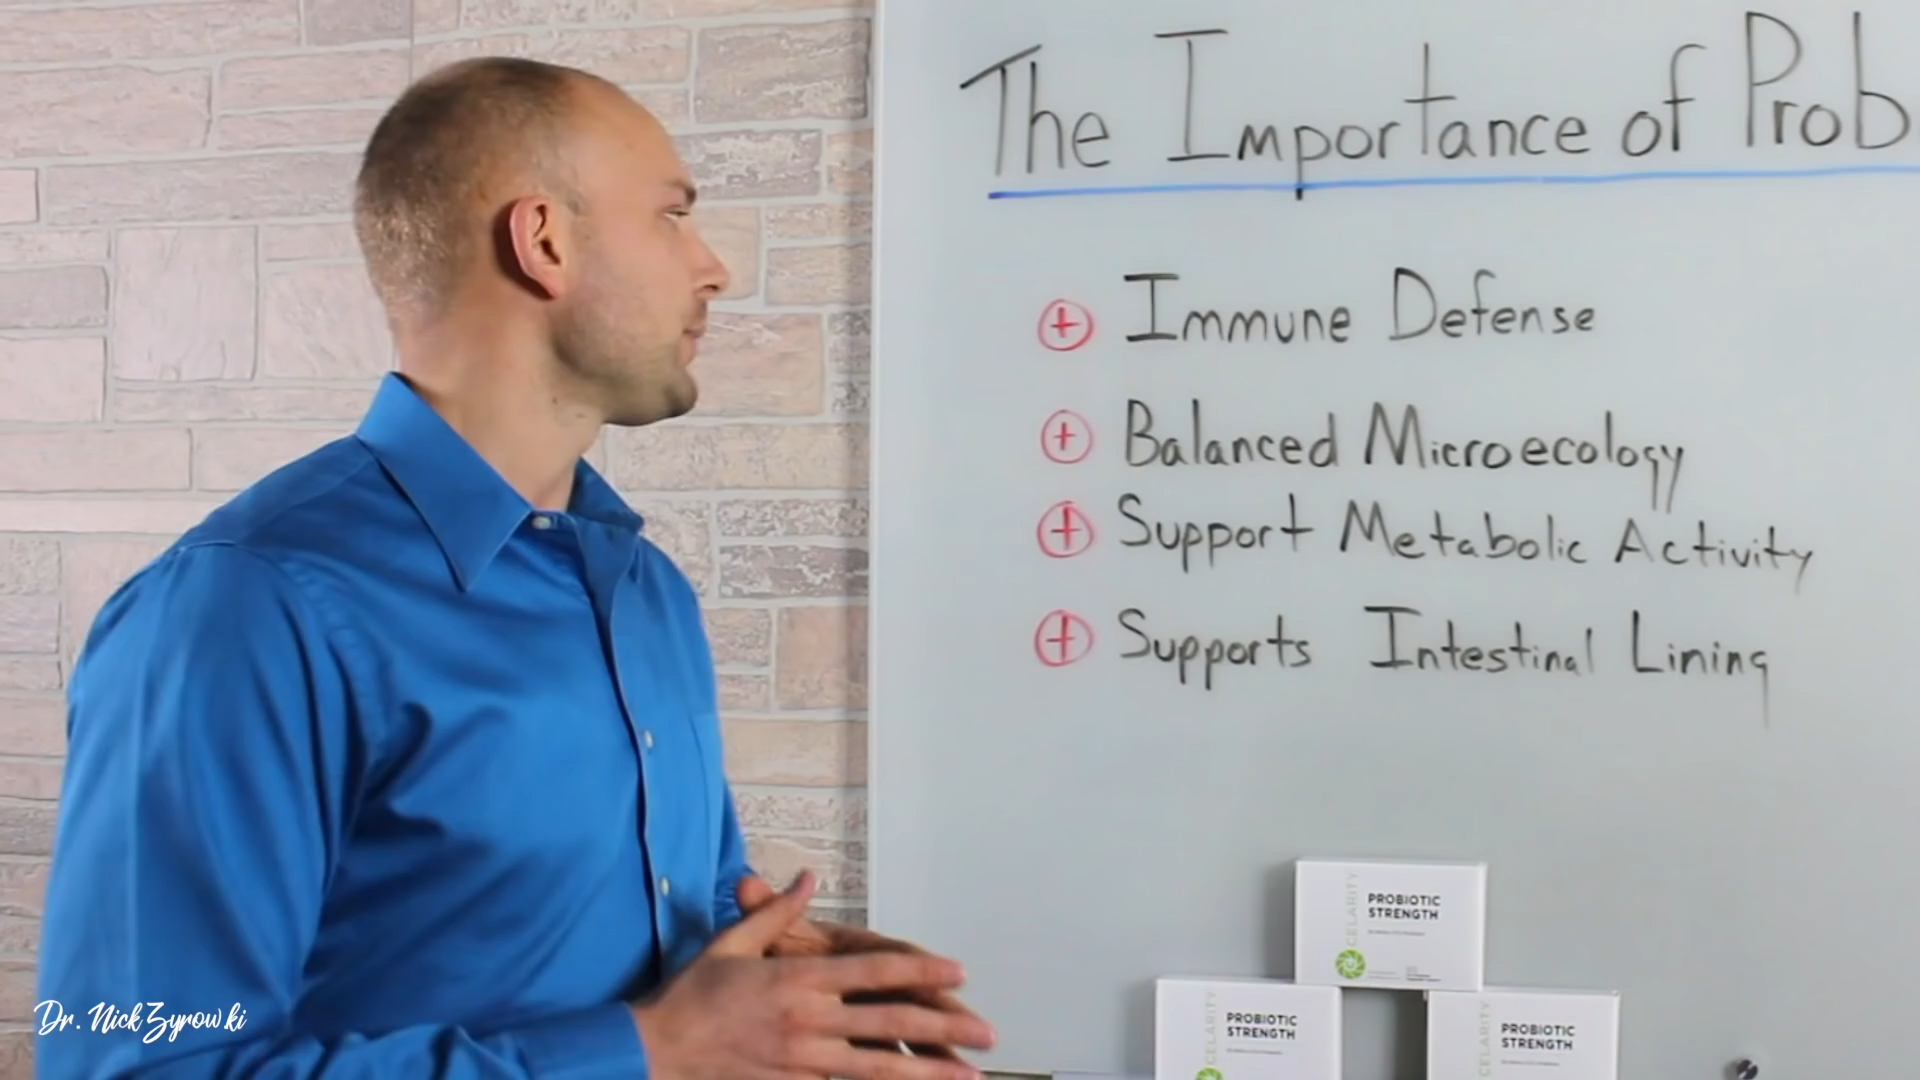 The Importance of Prob
Immune Defense
Balanced Microecology
Support Metabolic Activity
Supports Intestinal Lining
CELARITY
PROBIOTIC
STRENGTH
CELARITY
PROBIOTIC
STRENGTH
CELARITY
PROBIOTIC
STRENGTH
Dr. Nick Zyrowski